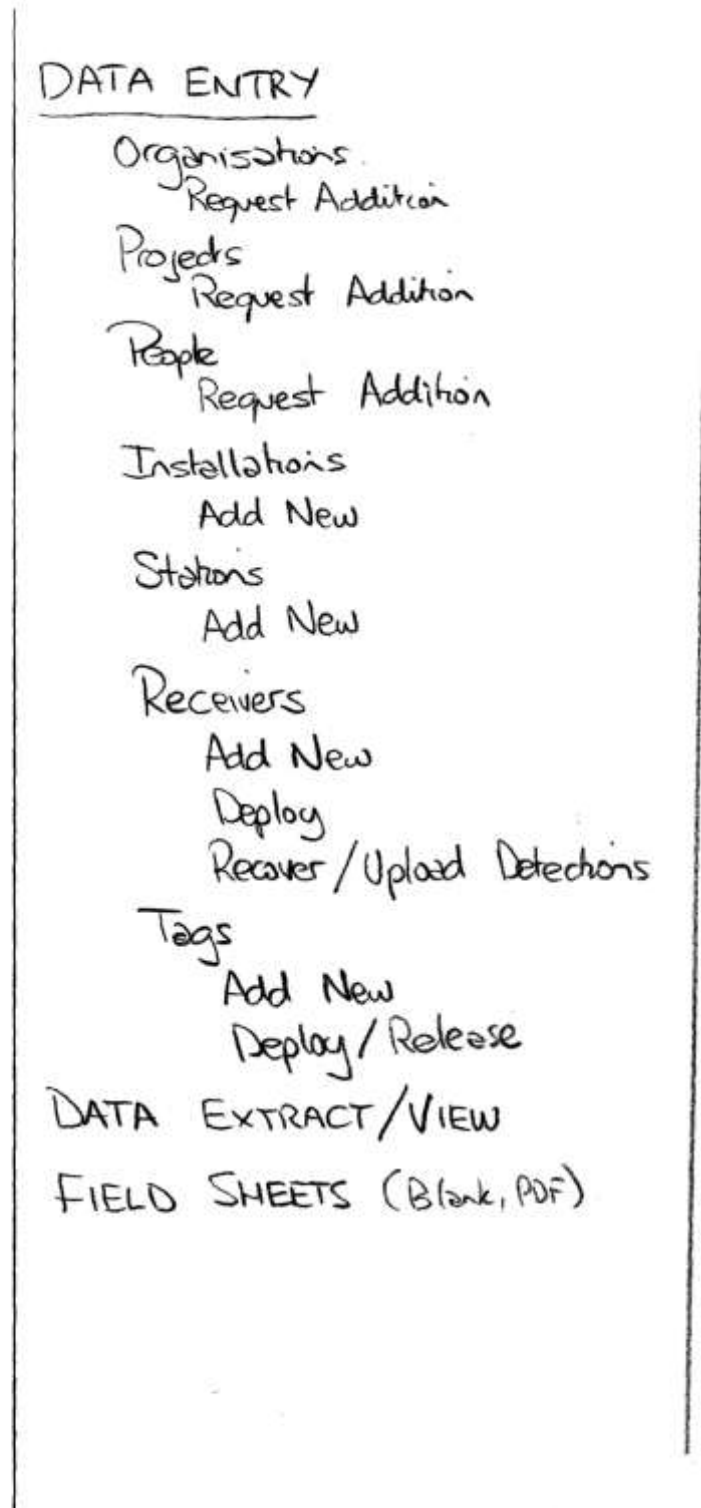 DATA ENTRY
Organisations
Request Addition
Projects
Request Addition
People
Request Addition
Installations
Add New
Stations
Add New
Receivers
Add New
Deploy
Recover/Upload Detections
Tags
Add New
Deploy/Release
DATA EXTRACT/VIEW
FIELD SHEETS (Blank, PDF)